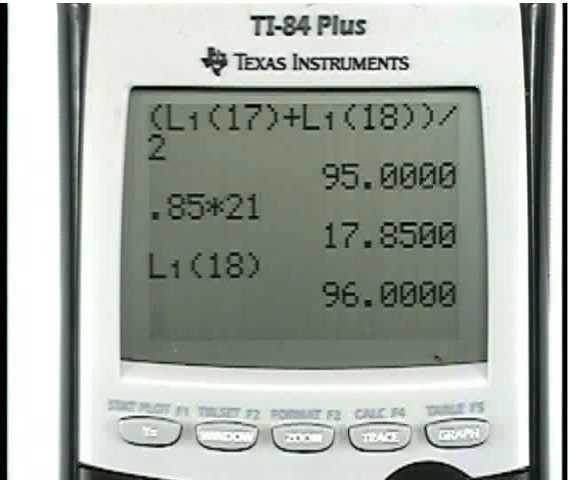 TI-84 Plus
TEXAS INSTRUMENTS
(L₁(17)+L₁(18))/
2
95.0000
.85*21
17.8500
L₁(18)
96.0000
STAT PLOT F1 TBLSET F2 FORMAT F3 CALC F4 TABLE F5
Y= WINDOW ZOOM TRACE GRAPH